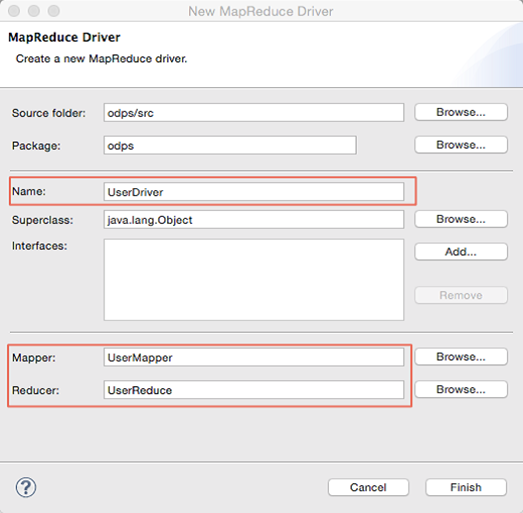 New MapReduce Driver
MapReduce Driver
Create a new MapReduce driver.
Source folder: odps/src Browse...
Package: odps Browse...
Name: UserDriver
Superclass: java.lang.Object Browse...
Interfaces: Add...
Remove
Mapper: UserMapper Browse...
Reducer: UserReduce Browse...
? Cancel Finish